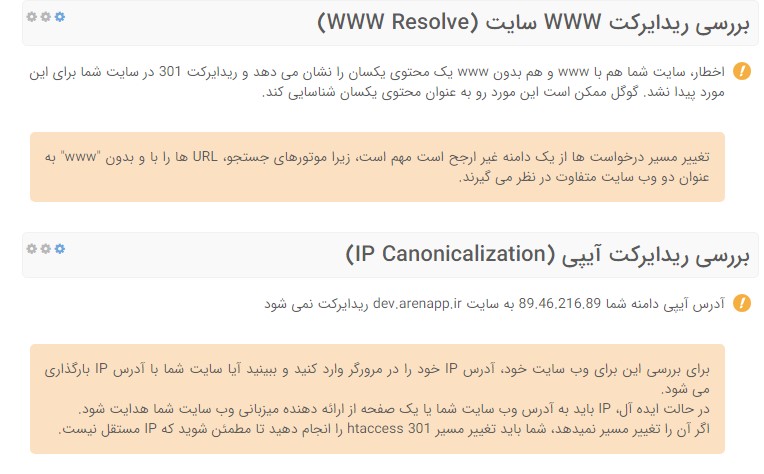 بررسی ریدایرکت WWW سایت (WWW Resolve)
اخطار، سایت شما هم با www و هم بدون www یک محتوی یکسان را نشان می دهد و ریدایرکت 301 در سایت شما برای این
مورد پیدا نشد. گوگل ممکن است این مورد رو به عنوان محتوی یکسان شناسایی کند.
تغییر مسیر درخواست ها از یک دامنه غیر ارجح است مهم است، زیرا موتورهای جستجو، URL ها را با و بدون "www" به
عنوان دو وب سایت متفاوت در نظر می گیرند.
بررسی ریدایرکت آیپی (IP Canonicalization)
آدرس آیپی دامنه شما 89.46.216.89 به سایت dev.arenapp.ir ریدایرکت نمی شود
برای بررسی این برای وب سایت خود، آدرس IP خود را در مرورگر وارد کنید و ببینید آیا سایت شما با آدرس IP بارگذاری
می شود.
در حالت ایده آل، IP باید به آدرس وب سایت شما یا یک صفحه از ارائه دهنده میزبانی وب سایت شما هدایت شود.
اگر آن را تغییر مسیر نمیدهد، شما باید تغییر مسیر htaccess 301 را انجام دهید تا مطمئن شوید که IP مستقل نیست.